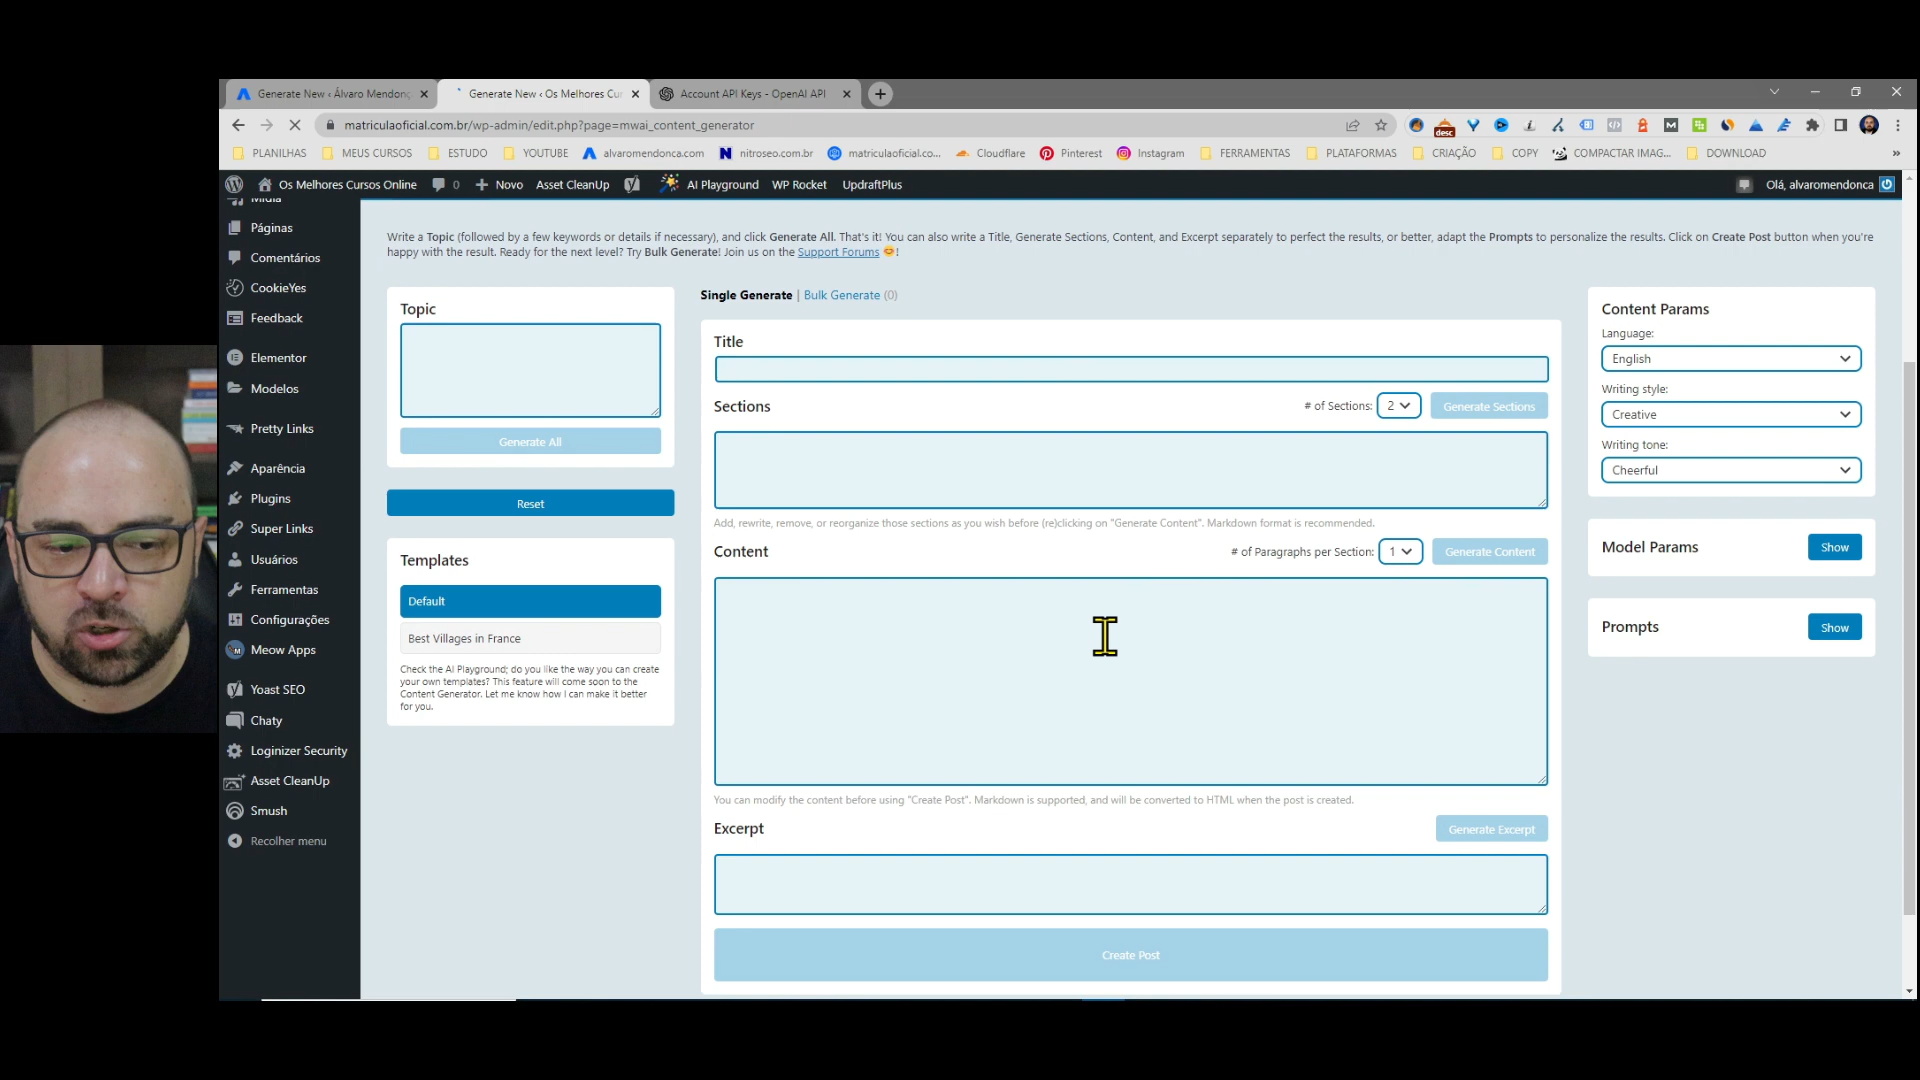 Generate New ‹ Álvaro Mendonç
Generate New ‹ Os Melhores Cu
Account API Keys - OpenAI API
matriculaoficial.com.br/wp-admin/edit.php?page=mwai_content_generator
desc
PLANILHAS
MEUS CURSOS
ESTUDO
YOUTUBE
alvaromendonca.com
nitroseo.com.br
matriculaoficial.co...
Cloudflare
Pinterest
Instagram
FERRAMENTAS
PLATAFORMAS
CRIAÇÃO
COPY
COMPACTAR IMAG...
DOWNLOAD
»
Os Melhores Cursos Online
0
+ Novo
Asset CleanUp
AI Playground
WP Rocket
UpdraftPlus
Olá, alvaromendonca
Mídia
Páginas
Comentários
CookieYes
Feedback
Elementor
Modelos
Pretty Links
Aparência
Plugins
Super Links
Usuários
Ferramentas
Configurações
Meow Apps
Yoast SEO
Chaty
Loginizer Security
Asset CleanUp
Smush
Recolher menu
Write a Topic (followed by a few keywords or details if necessary), and click Generate All. That's it! You can also write a Title, Generate Sections, Content, and Excerpt separately to perfect the results, or better, adapt the Prompts to personalize the results. Click on Create Post button when you're
happy with the result. Ready for the next level? Try Bulk Generate! Join us on the Support Forums 😊!
Topic
Generate All
Reset
Templates
Default
Best Villages in France
Check the AI Playground; do you like the way you can create
your own templates? This feature will come soon to the
Content Generator. Let me know how I can make it better
for you.
Single Generate | Bulk Generate (0)
Title
Sections
# of Sections: 2
Generate Sections
Add, rewrite, remove, or reorganize those sections as you wish before (re)clicking on "Generate Content". Markdown format is recommended.
Content
# of Paragraphs per Section: 1
Generate Content
You can modify the content before using "Create Post". Markdown is supported, and will be converted to HTML when the post is created.
Excerpt
Generate Excerpt
Create Post
Content Params
Language:
English
Writing style:
Creative
Writing tone:
Cheerful
Model Params
Show
Prompts
Show